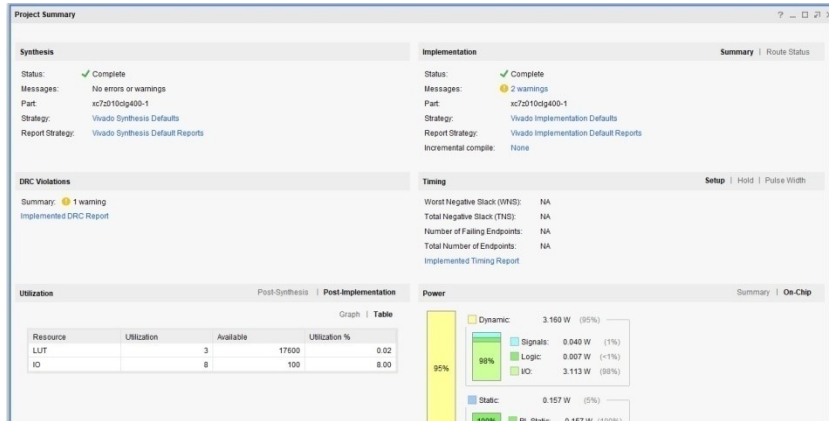 Project Summary
Synthesis
Status: Complete
Messages: No errors or warnings
Part: xc7z010clg400-1
Strategy: Vivado Synthesis Defaults
Report Strategy: Vivado Synthesis Default Reports
Implementation Summary | Route Status
Status: Complete
Messages: 2 warnings
Part: xc7z010clg400-1
Strategy: Vivado Implementation Defaults
Report Strategy: Vivado Implementation Default Reports
Incremental compile: None
DRC Violations
Summary: 1 warning
Implemented DRC Report
Timing Setup | Hold | Pulse Width
Worst Negative Slack (WNS): NA
Total Negative Slack (TNS): NA
Number of Failing Endpoints: NA
Total Number of Endpoints: NA
Implemented Timing Report
Utilization Post-Synthesis | Post-Implementation
Graph | Table
Resource Utilization Available Utilization %
LUT 3 17600 0.02
IO 8 100 8.00
Power Summary | On-Chip
95%
Dynamic: 3.160 W (95%)
98%
Signals: 0.040 W (1%)
Logic: 0.007 W (<1%)
I/O: 3.113 W (98%)
Static: 0.157 W (5%)
100% PL Static: 0.157 W (100%)